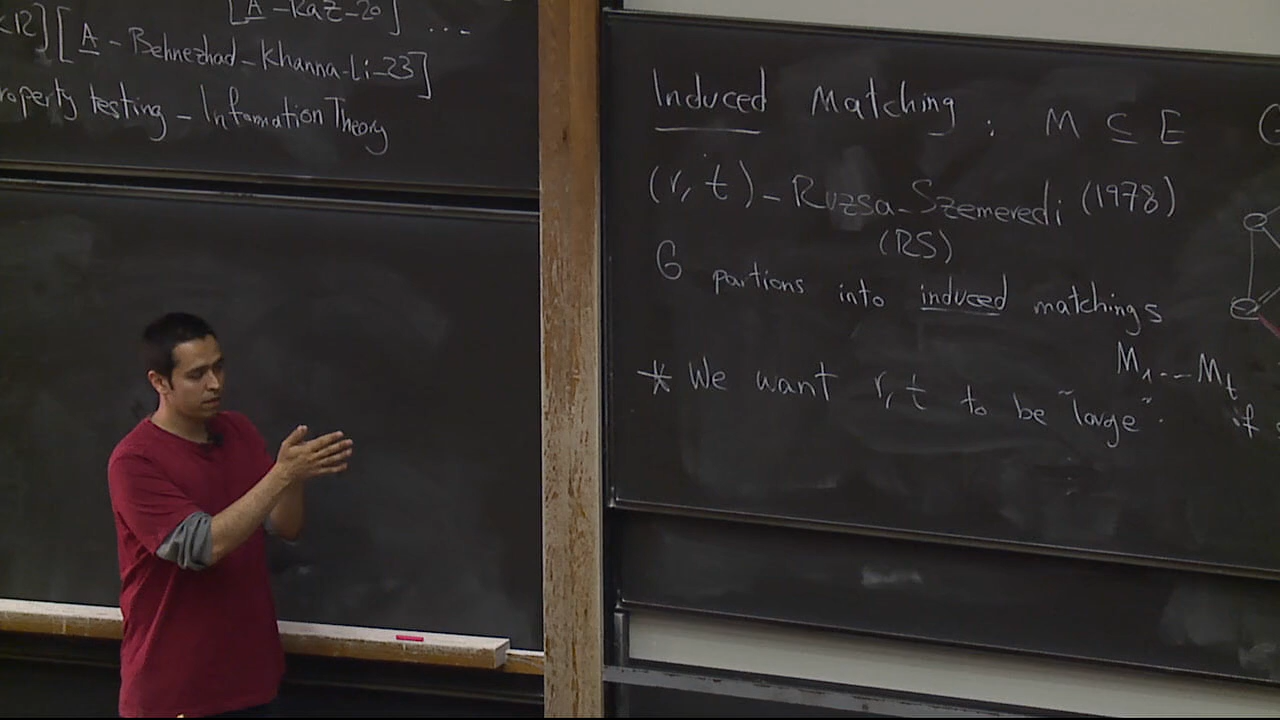 [A - Raz-20] ...
[A - Behnezhad - Khanna-Li-23]
roperty testing - Information Theory
Induced Matching: M ⊆ E G
(r, t) - Ruzsa-Szemeredi (1978)
(RS)
G partions into induced matchings
M1...Mt
* We want r, t to be "large". if